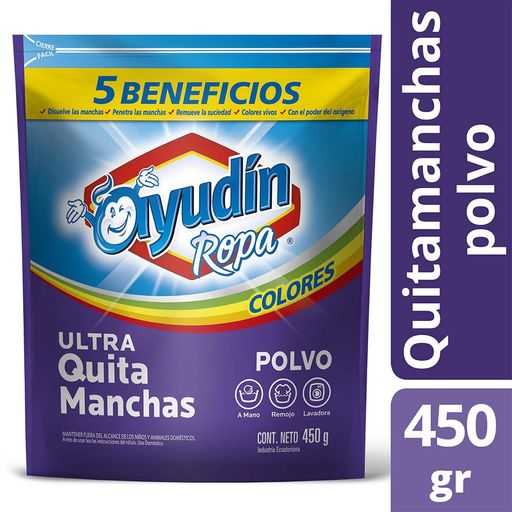 CIERRE
FÁCIL
5 BENEFICIOS
✓ Disuelve las manchas ✓ Penetra las manchas ✓ Remueve la suciedad ✓ Colores vivos ✓ Con el poder del oxígeno
Ayudín
Ropa®
COLORES
ULTRA
Quita
Manchas
POLVO
A Mano Remojo Lavadora
MANTENER FUERA DEL ALCANCE DE LOS NIÑOS Y ANIMALES DOMÉSTICOS.
Antes de usar lea las instrucciones del rótulo. Uso Doméstico.
CONT. NETO 450 g
Industria Ecuatoriana
Quitamanchas
polvo
450
gr